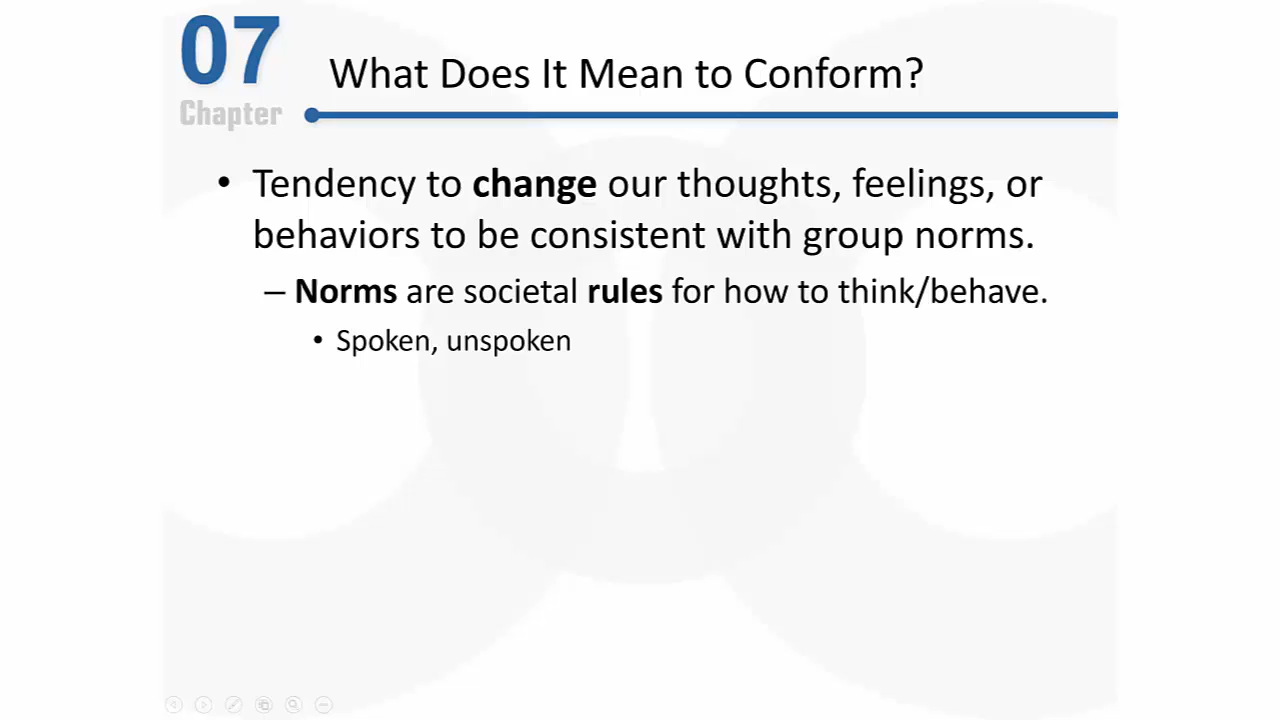 07
Chapter
What Does It Mean to Conform?
• Tendency to change our thoughts, feelings, or
behaviors to be consistent with group norms.
– Norms are societal rules for how to think/behave.
• Spoken, unspoken